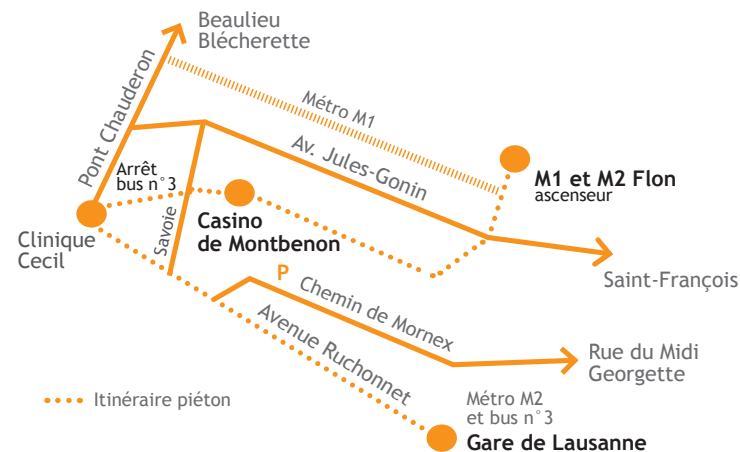 Beaulieu
Blécherette
Pont Chauderon
Métro M1
Av. Jules-Gonin
Arrêt
bus n°3
M1 et M2 Flon
ascenseur
Savoie
Casino
de Montbenon
Clinique
Cecil
Saint-François
P
Chemin de Mornex
Avenue Ruchonnet
Rue du Midi
Georgette
Itinéraire piéton
Métro M2
et bus n°3
Gare de Lausanne